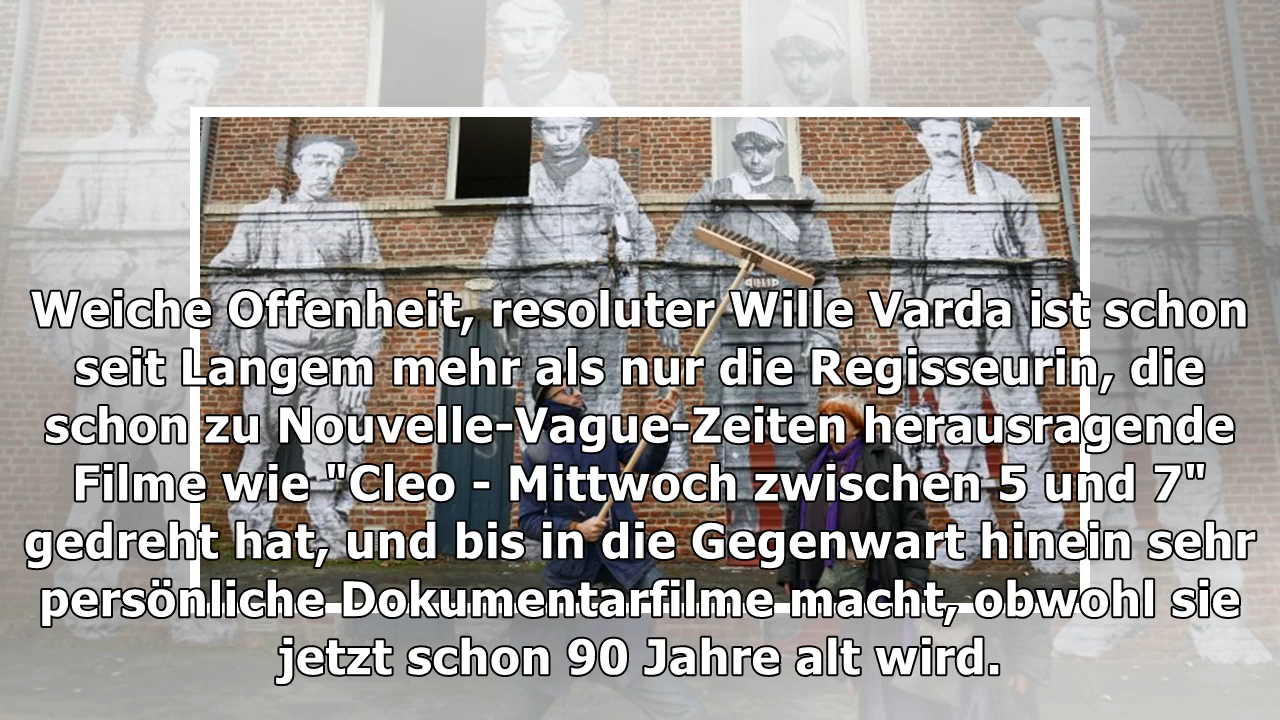 Weiche Offenheit, resoluter Wille Varda ist schon
seit Langem mehr als nur die Regisseurin, die
schon zu Nouvelle-Vague-Zeiten herausragende
Filme wie "Cleo - Mittwoch zwischen 5 und 7"
gedreht hat, und bis in die Gegenwart hinein sehr
persönliche Dokumentarfilme macht, obwohl sie
jetzt schon 90 Jahre alt wird.